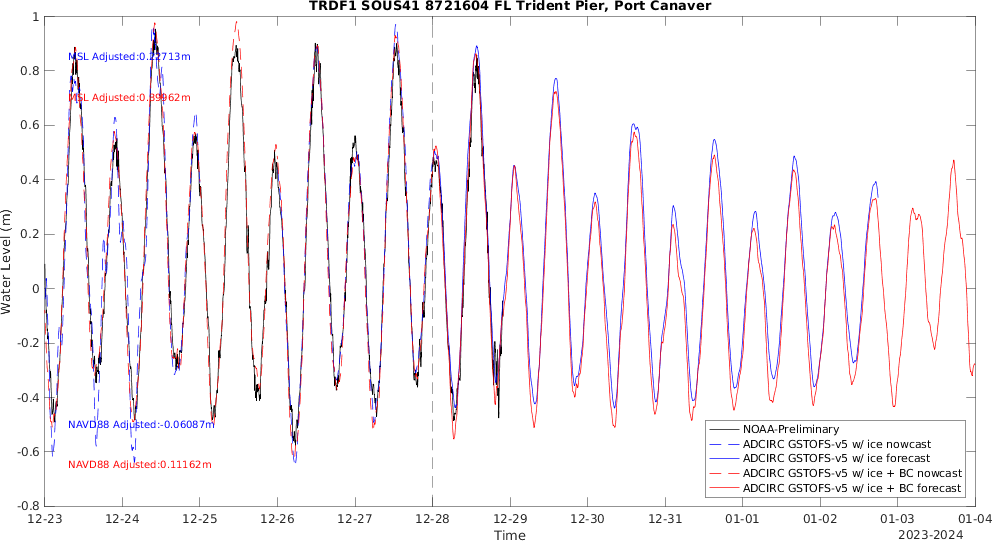 TRDF1 SOUS41 8721604 FL Trident Pier, Port Canaver
Water Level (m)
1
0.8
0.6
0.4
0.2
0
-0.2
-0.4
-0.6
-0.8
MSL Adjusted:0.22713m
MSL Adjusted:0.39962m
NAVD88 Adjusted:-0.06087m
NAVD88 Adjusted:0.11162m
NOAA-Preliminary
ADCIRC GSTOFS-v5 w/ ice nowcast
ADCIRC GSTOFS-v5 w/ ice forecast
ADCIRC GSTOFS-v5 w/ ice + BC nowcast
ADCIRC GSTOFS-v5 w/ ice + BC forecast
12-23 12-24 12-25 12-26 12-27 12-28 12-29 12-30 12-31 01-01 01-02 01-03 01-04
Time
2023-2024